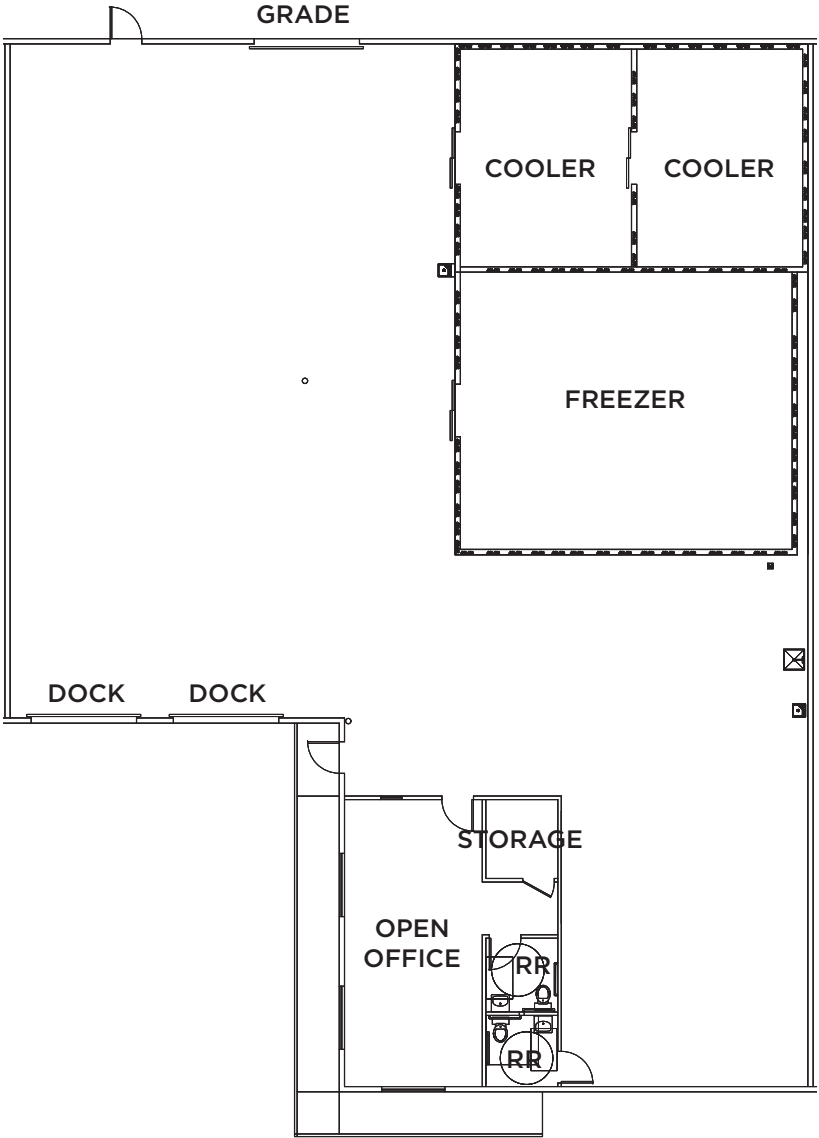 GRADE
COOLER
COOLER
FREEZER
DOCK
DOCK
STORAGE
OPEN
OFFICE
RR
RR